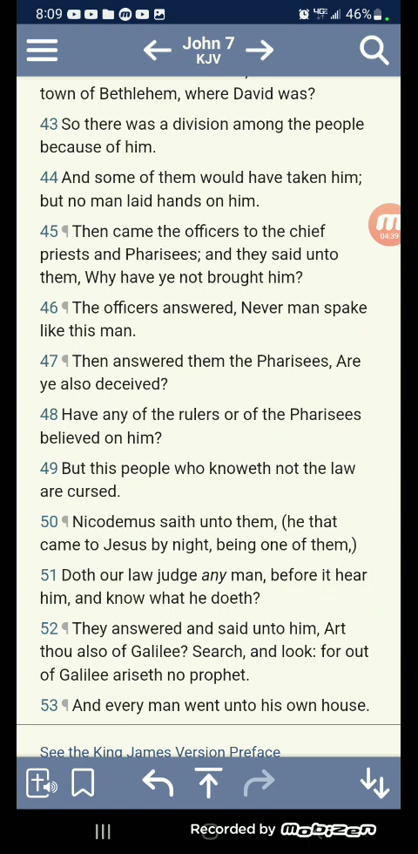 8:09
4G
46%
John 7
KJV
town of Bethlehem, where David was?
43 So there was a division among the people
because of him.
44 And some of them would have taken him;
but no man laid hands on him.
45 ¶ Then came the officers to the chief
priests and Pharisees; and they said unto
them, Why have ye not brought him?
04:39
46 ¶ The officers answered, Never man spake
like this man.
47 ¶ Then answered them the Pharisees, Are
ye also deceived?
48 Have any of the rulers or of the Pharisees
believed on him?
49 But this people who knoweth not the law
are cursed.
50 ¶ Nicodemus saith unto them, (he that
came to Jesus by night, being one of them,)
51 Doth our law judge any man, before it hear
him, and know what he doeth?
52 ¶ They answered and said unto him, Art
thou also of Galilee? Search, and look: for out
of Galilee ariseth no prophet.
53 ¶ And every man went unto his own house.
See the King James Version Preface
Recorded by mobizen